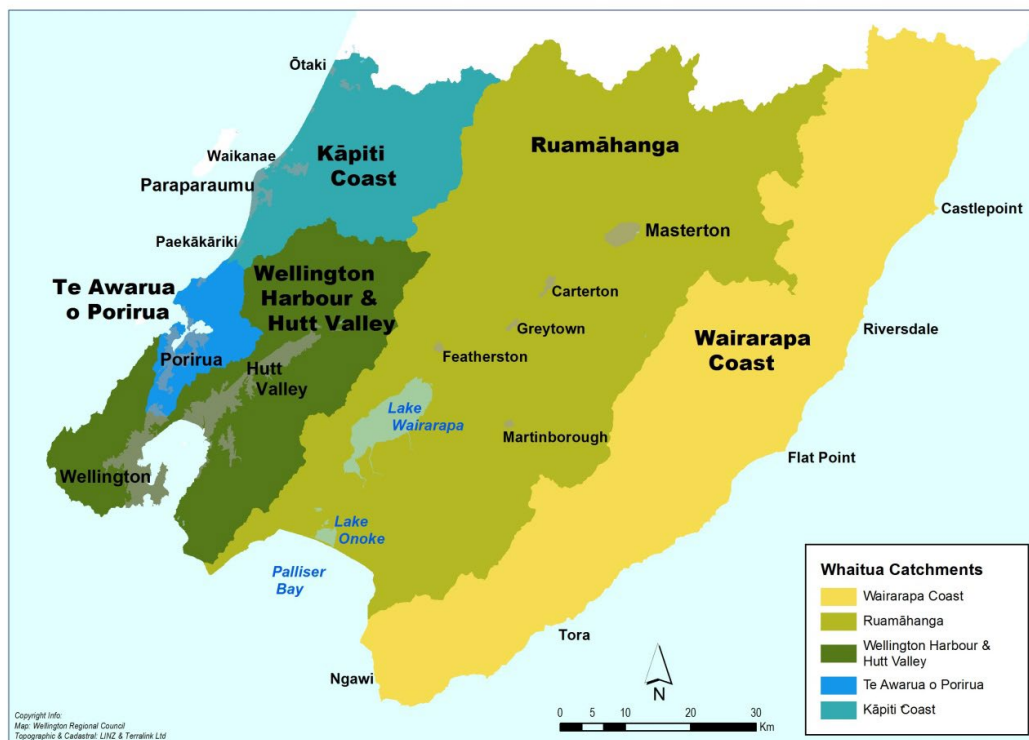 Ōtaki
Waikanae
Paraparaumu
Paekākāriki
Kāpiti
Coast
Ruamāhanga
Masterton
Castlepoint
Te Awarua
o Porirua
Wellington
Harbour &
Hutt Valley
Carterton
Greytown
Featherston
Riversdale
Wairarapa
Coast
Porirua
Hutt
Valley
Lake
Wairarapa
Martinborough
Flat Point
Wellington
Lake
Onoke
Palliser
Bay
Tora
Ngawi
N
0 5 10 20 30
Km
Whaitua Catchments
Wairarapa Coast
Ruamāhanga
Wellington Harbour &
Hutt Valley
Te Awarua o Porirua
Kāpiti Coast
Copyright Info:
Map: Wellington Regional Council
Topographic & Cadastral: LINZ & Terralink Ltd